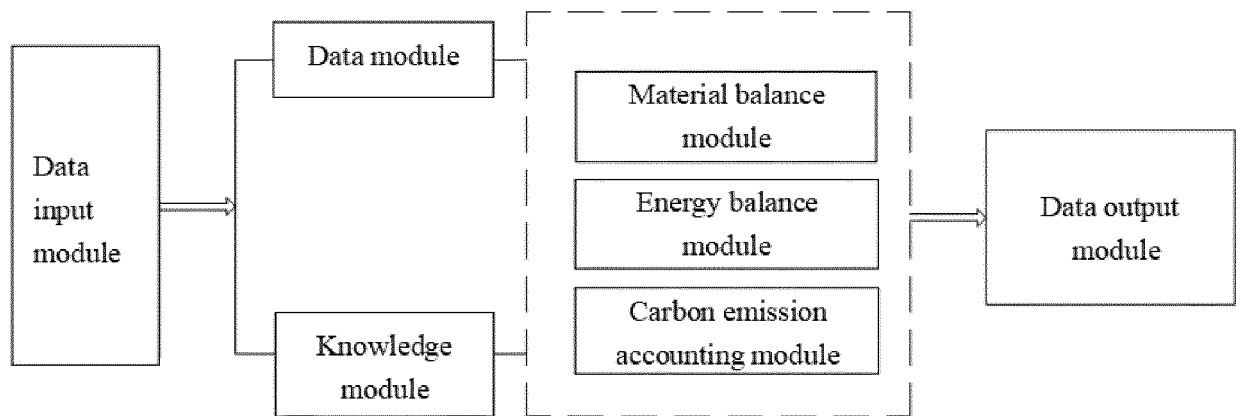 Data
input
module
Data module
Knowledge
module
Material balance
module
Energy balance
module
Carbon emission
accounting module
Data output
module